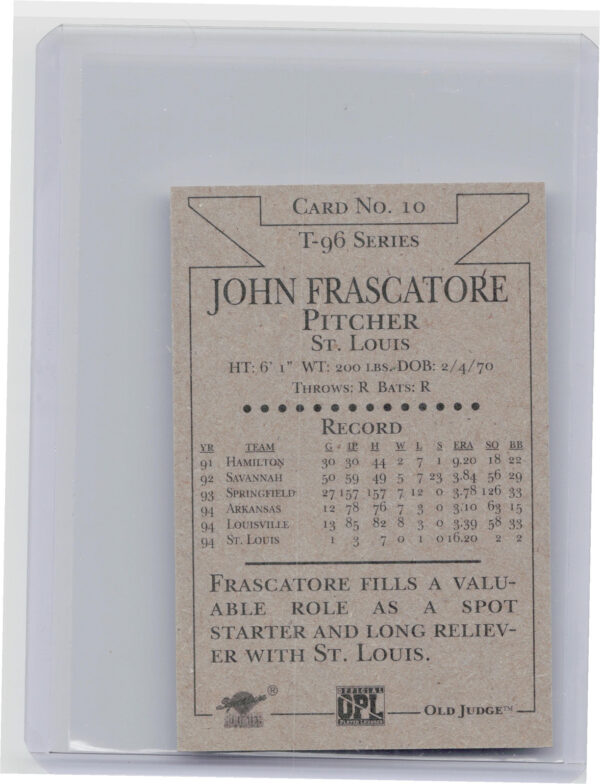 CARD NO. 10
T-96 SERIES
JOHN FRASCATORE
PITCHER
ST. LOUIS
HT: 6' 1" WT: 200 LBS. DOB: 2/4/70
THROWS: R BATS: R
RECORD
YR TEAM G IP H W L S ERA SO BB
91 HAMILTON 30 30 44 2 7 1 9.20 18 22
92 SAVANNAH 50 59 49 5 7 23 3.84 56 29
93 SPRINGFIELD 27 157 157 7 12 0 3.78 126 33
94 ARKANSAS 12 78 76 7 3 0 3.10 63 15
94 LOUISVILLE 13 85 82 8 3 0 3.39 58 33
94 ST. LOUIS 1 3 7 0 1 0 16.20 2 2
FRASCATORE FILLS A VALU-
ABLE ROLE AS A SPOT
STARTER AND LONG RELIEV-
ER WITH ST. LOUIS.
Signature ROOKIES ®
OFFICIAL
OPL
PLAYER LICENSEE
OLD JUDGE™